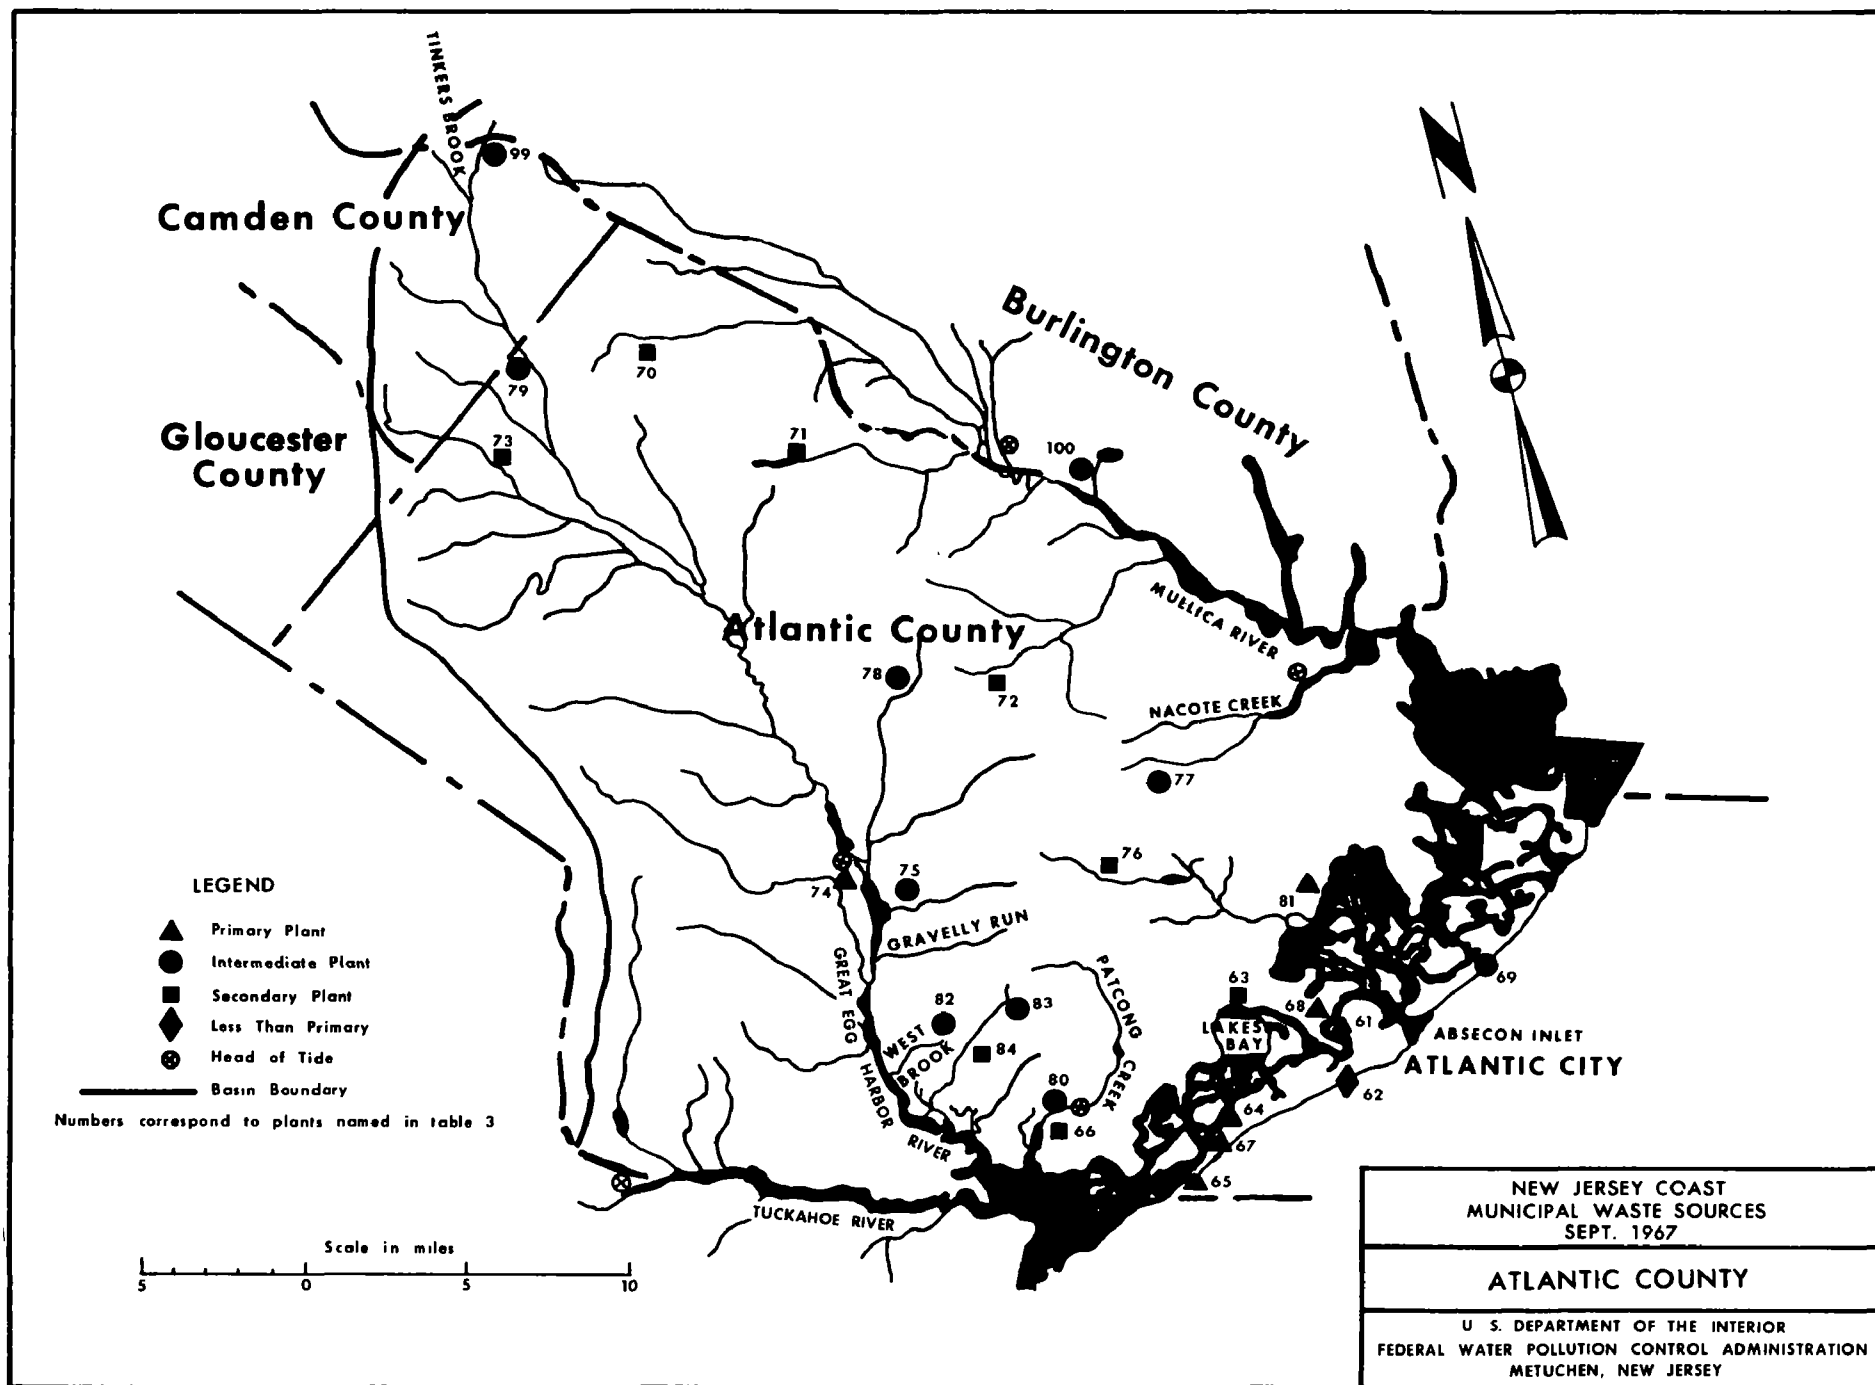 TINKERS BROOK
99
Camden County
N
Burlington County
79
70
Gloucester
County
73
71
100
MULLICA RIVER
Atlantic County
78
72
NACOTE CREEK
77
76
75
74
81
GRAVELLY RUN
GREAT EGG
HARBOR
RIVER
PATCONG
CREEK
63
69
82
83
68
61
WEST
BROOK
LAKES
BAY
ABSECON INLET
ATLANTIC CITY
84
80
62
64
66
67
65
TUCKAHOE RIVER
LEGEND
Primary Plant
Intermediate Plant
Secondary Plant
Less Than Primary
Head of Tide
Basin Boundary
Numbers correspond to plants named in table 3
Scale in miles
5 0 5 10
NEW JERSEY COAST
MUNICIPAL WASTE SOURCES
SEPT. 1967
ATLANTIC COUNTY
U S. DEPARTMENT OF THE INTERIOR
FEDERAL WATER POLLUTION CONTROL ADMINISTRATION
METUCHEN, NEW JERSEY